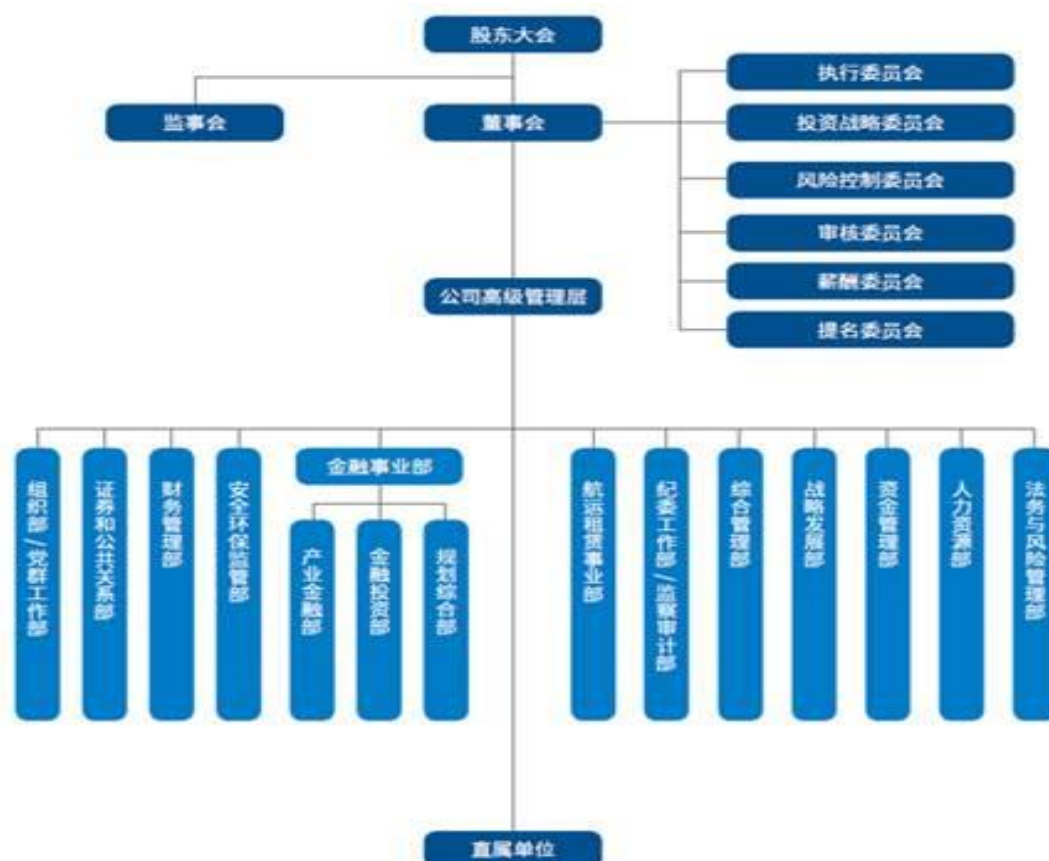 股东大会
监事会
董事会
执行委员会
投资战略委员会
风险控制委员会
审核委员会
薪酬委员会
提名委员会
公司高级管理层
组织部/党群工作部
证券和公共关系部
财务管理部
安全环保监管部
金融事业部
产业金融部
金融投资部
规划综合部
航运租赁事业部
纪委工作部/监察审计部
综合管理部
战略发展部
资金管理部
人力资源部
法务与风险管理部
直属单位